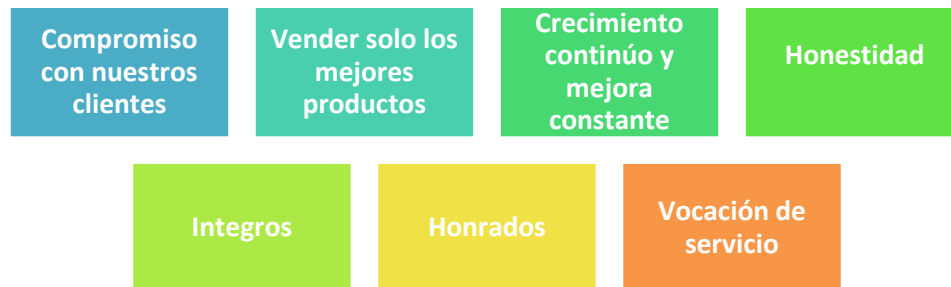 Compromiso
con nuestros
clientes
Vender solo los
mejores
productos
Crecimiento
continúo y
mejora
constante
Honestidad
Integros
Honrados
Vocación de
servicio